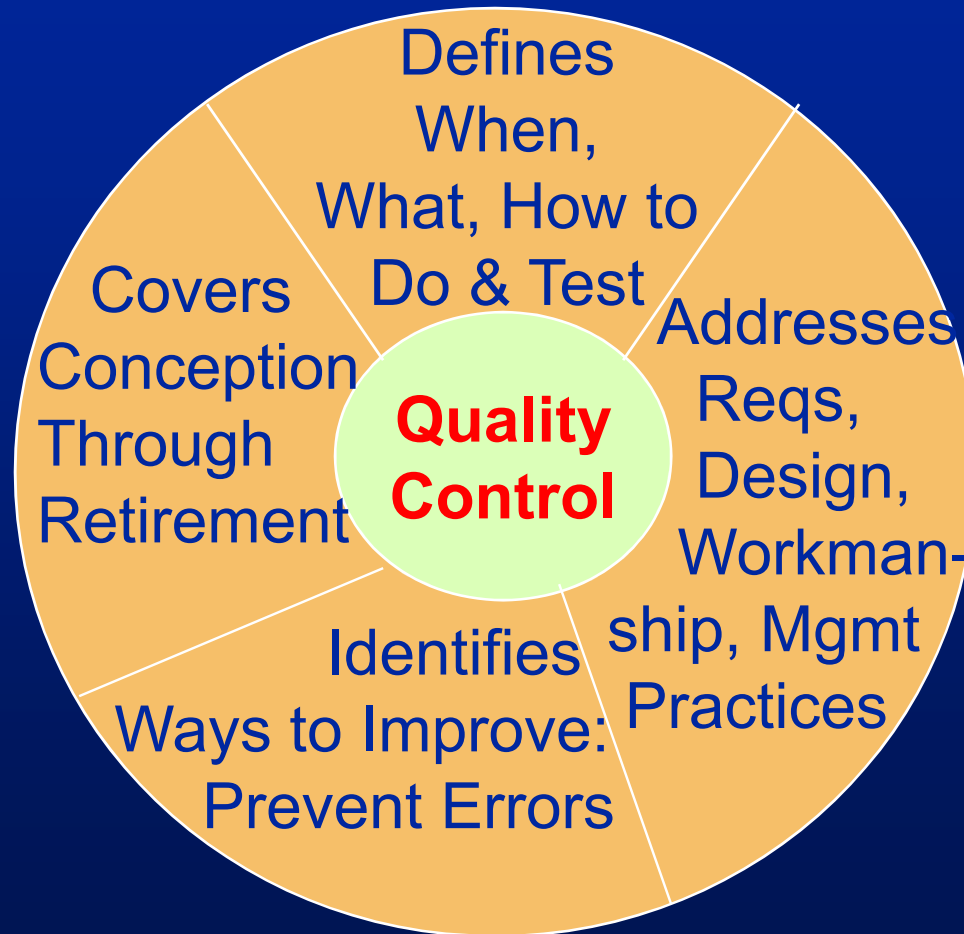 Defines
When,
What, How to
Do & Test
Addresses
Reqs,
Design,
Workman-
ship, Mgmt
Practices
Identifies
Ways to Improve:
Prevent Errors
Covers
Conception
Through
Retirement
Quality
Control